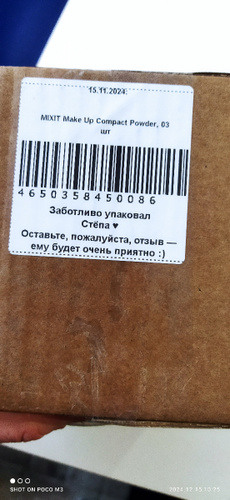 15.11.2024
MIXIT Make Up Compact Powder, 03
шт
4650358450086
Заботливо упаковал
Стёпа ♥
Оставьте, пожалуйста, отзыв —
ему будет очень приятно :)
SHOT ON POCO M3